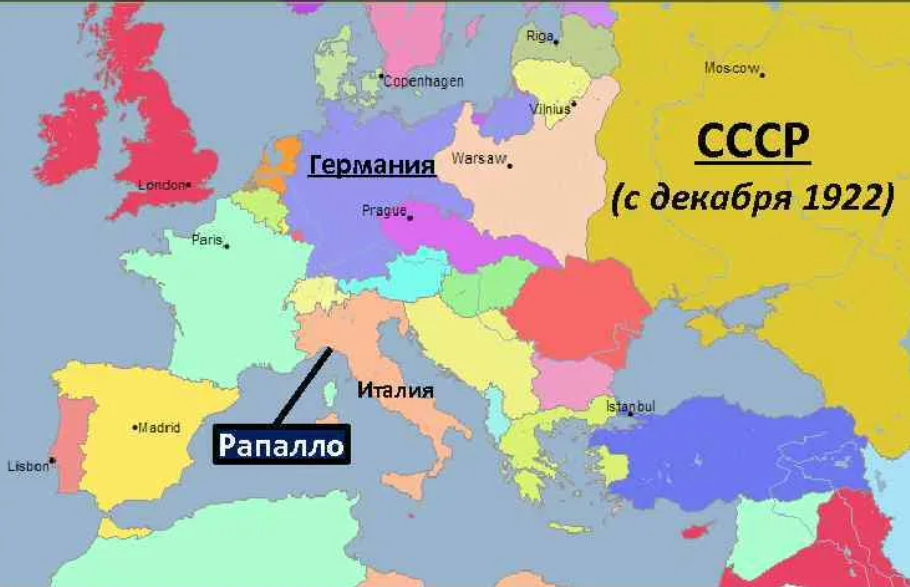 Riga
Moscow
Copenhagen
Vilnius
СССР
Германия
Warsaw
London
(с декабря 1922)
Prague
Paris
Италия
Istanbul
Madrid
Рапалло
Lisbon